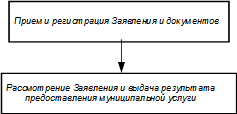 Прием и регистрация Заявления и документов
Рассмотрение Заявления и выдача результата
предоставления муниципальной услуги